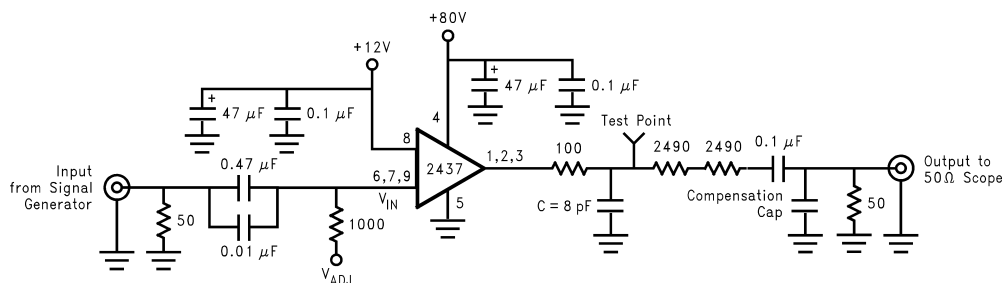 +80V
+12V
+
47 μF
0.1 μF
+
47 μF
0.1 μF
4
8
2437
1,2,3
6,7,9
V_IN
5
Test Point
100
2490
2490
0.1 μF
Input
from Signal
Generator
0.47 μF
50
0.01 μF
1000
V_ADJ
C = 8 pF
Compensation
Cap
50
Output to
50Ω Scope